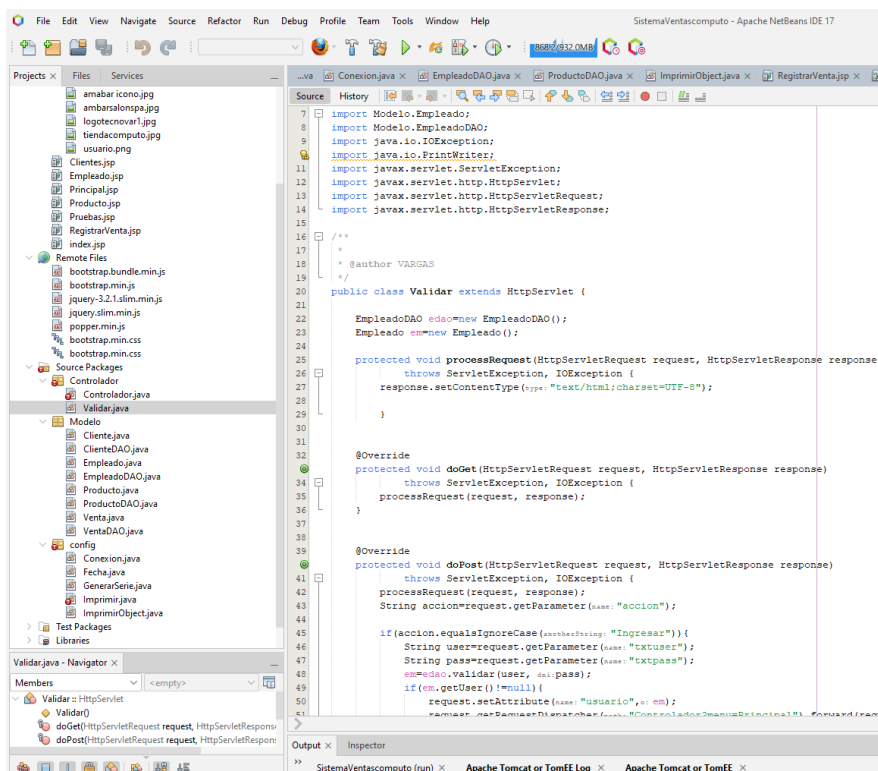 File Edit View Navigate Source Refactor Run Debug Profile Team Tools Window Help
SistemaVentascomputo - Apache NetBeans IDE 17
868,2/932,0MB
Projects × Files Services
amabar icono.jpg
ambarsalonspa.jpg
logotecnovar1.jpg
tiendacomputo.jpg
usuario.png
Clientes.jsp
Empleado.jsp
Principal.jsp
Producto.jsp
Pruebas.jsp
RegistrarVenta.jsp
index.jsp
Remote Files
bootstrap.bundle.min.js
bootstrap.min.js
jquery-3.2.1.slim.min.js
jquery.slim.min.js
popper.min.js
bootstrap.min.css
bootstrap.min.css
Source Packages
Controlador
Controlador.java
Validar.java
Modelo
Cliente.java
ClienteDAO.java
Empleado.java
EmpleadoDAO.java
Producto.java
ProductoDAO.java
Venta.java
VentaDAO.java
config
Conexion.java
Fecha.java
GenerarSerie.java
Imprimir.java
ImprimirObject.java
Test Packages
Libraries
Validar.java - Navigator ×
Members <empty>
Validar :: HttpServlet
Validar()
doGet(HttpServletRequest request, HttpServletResponse
doPost(HttpServletRequest request, HttpServletRespon
...va Conexion.java × EmpleadoDAO.java × ProductoDAO.java × ImprimirObject.java × RegistrarVenta.jsp ×
Source History
7 import Modelo.Empleado;
8 import Modelo.EmpleadoDAO;
9 import java.io.IOException;
import java.io.PrintWriter;
11 import javax.servlet.ServletException;
12 import javax.servlet.http.HttpServlet;
13 import javax.servlet.http.HttpServletRequest;
14 import javax.servlet.http.HttpServletResponse;
15
16 /**
17 *
18 * @author VARGAS
19 */
20 public class Validar extends HttpServlet {
21
22 EmpleadoDAO edao=new EmpleadoDAO();
23 Empleado em=new Empleado();
24
25 protected void processRequest(HttpServletRequest request, HttpServletResponse response
26 throws ServletException, IOException {
27 response.setContentType(type: "text/html;charset=UTF-8");
28
29 }
30
31
32 @Override
protected void doGet(HttpServletRequest request, HttpServletResponse response)
34 throws ServletException, IOException {
35 processRequest(request, response);
36 }
37
38
39 @Override
protected void doPost(HttpServletRequest request, HttpServletResponse response)
41 throws ServletException, IOException {
42 processRequest(request, response);
43 String accion=request.getParameter(name: "accion");
44
45 if(accion.equalsIgnoreCase(anotherString: "Ingresar")){
46 String user=request.getParameter(name: "txtuser");
47 String pass=request.getParameter(name: "txtpass");
48 em=edao.validar(user, dni:pass);
49 if(em.getUser()!=null){
50 request.setAttribute(name: "usuario",o: em);
51 request.getRequestDispatcher(path: "Controlador?menu=Principal").forward(req
Output × Inspector
SistemaVentascomputo (run) × Apache Tomcat or TomEE Log × Apache Tomcat or TomEE ×